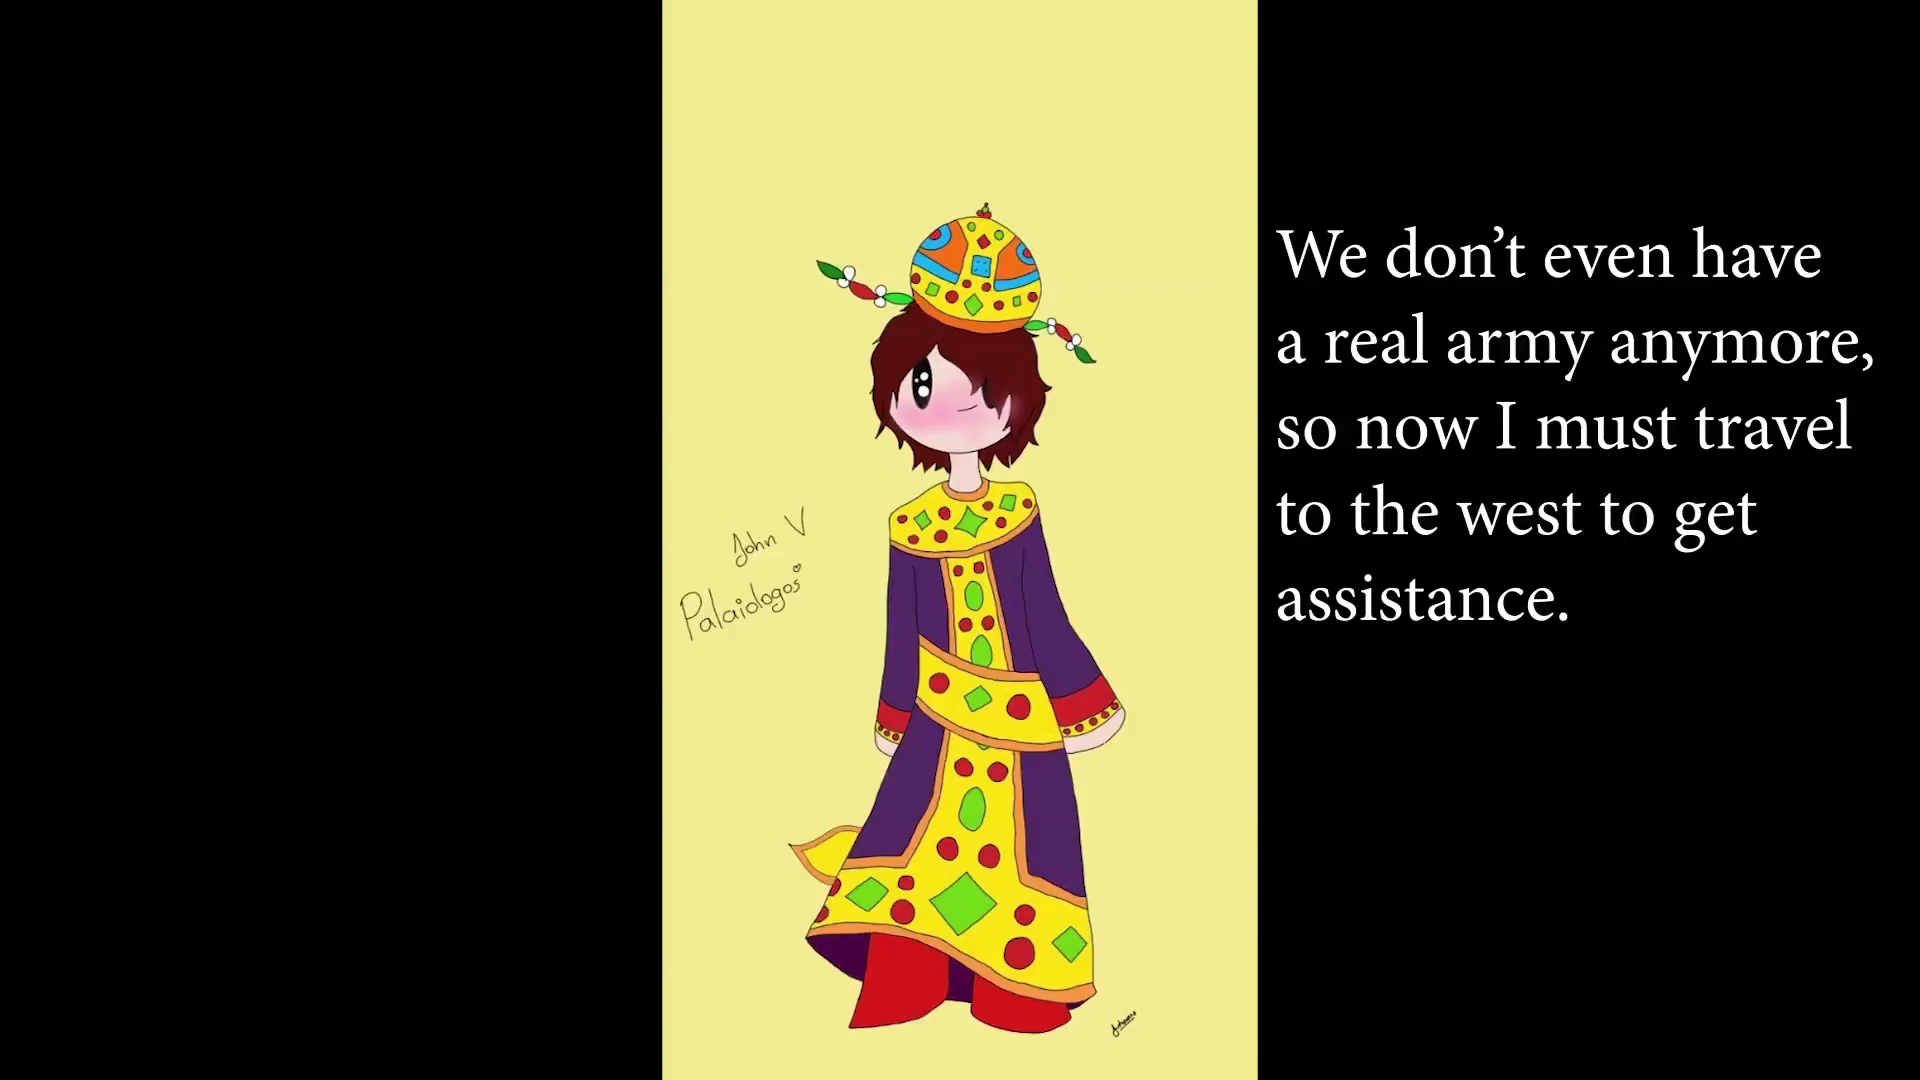 John V
Palaiologos
We don’t even have
a real army anymore,
so now I must travel
to the west to get
assistance.